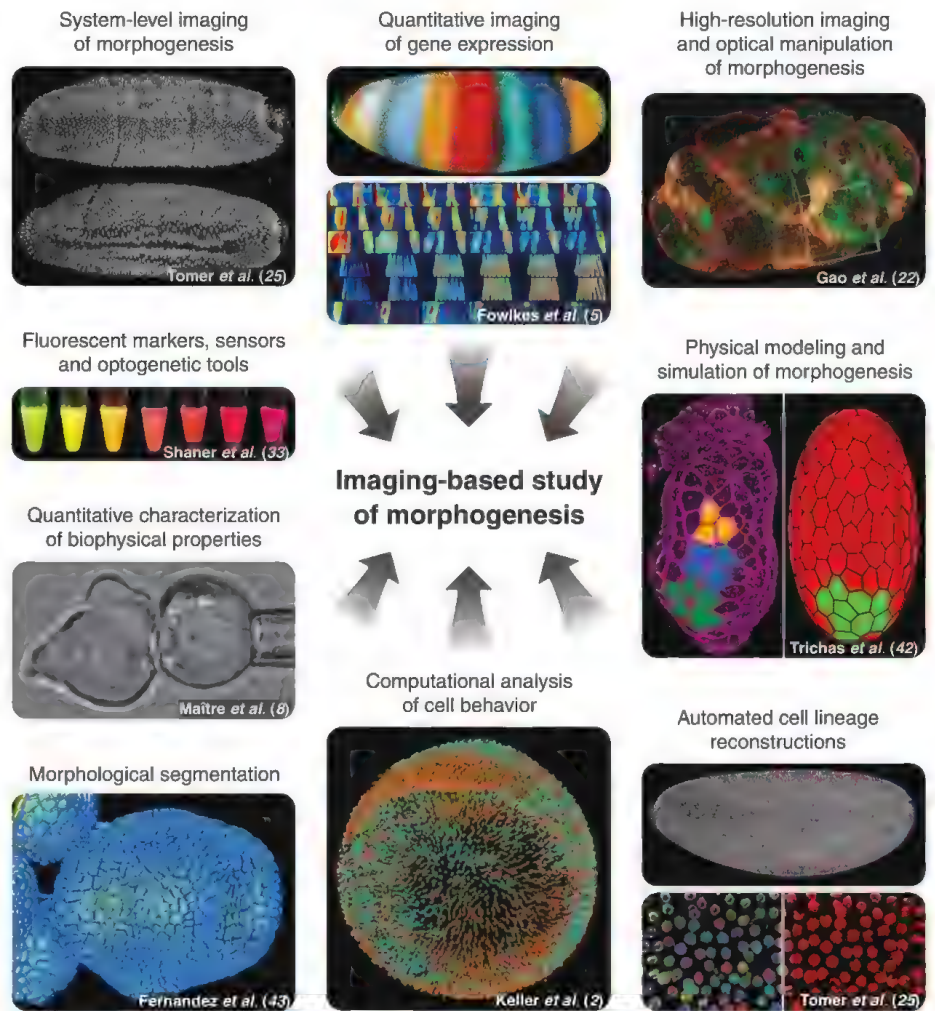 System-level imaging
of morphogenesis
Tomer et al. (25)
Quantitative imaging
of gene expression
Fowlkes et al. (5)
High-resolution imaging
and optical manipulation
of morphogenesis
Gao et al. (22)
Fluorescent markers, sensors
and optogenetic tools
Shaner et al. (33)
Physical modeling and
simulation of morphogenesis
Trichas et al. (42)
Imaging-based study
of morphogenesis
Quantitative characterization
of biophysical properties
Maître et al. (8)
Computational analysis
of cell behavior
Keller et al. (2)
Morphological segmentation
Fernandez et al. (43)
Automated cell lineage
reconstructions
Tomer et al. (25)